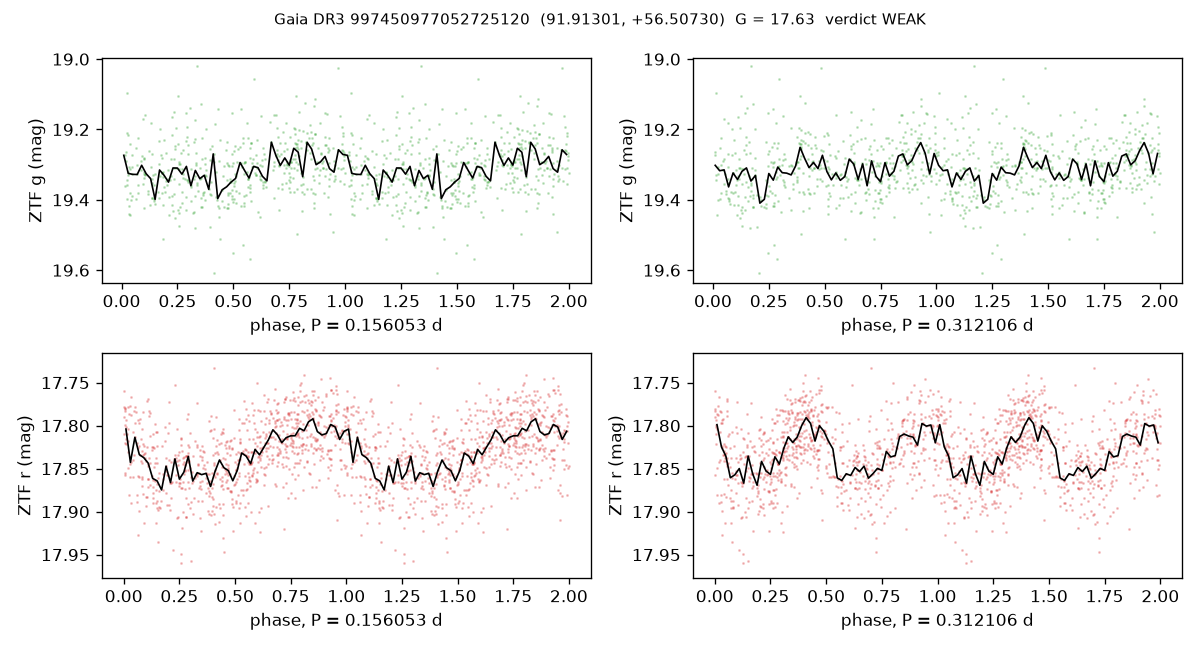 Gaia DR3 997450977052725120  (91.91301, +56.50730)  G = 17.63  verdict WEAK
ZTF g (mag)
19.0
19.2
19.4
19.6
0.00 0.25 0.50 0.75 1.00 1.25 1.50 1.75 2.00
phase, P = 0.156053 d
ZTF g (mag)
19.0
19.2
19.4
19.6
0.00 0.25 0.50 0.75 1.00 1.25 1.50 1.75 2.00
phase, P = 0.312106 d
ZTF r (mag)
17.75
17.80
17.85
17.90
17.95
0.00 0.25 0.50 0.75 1.00 1.25 1.50 1.75 2.00
phase, P = 0.156053 d
ZTF r (mag)
17.75
17.80
17.85
17.90
17.95
0.00 0.25 0.50 0.75 1.00 1.25 1.50 1.75 2.00
phase, P = 0.312106 d